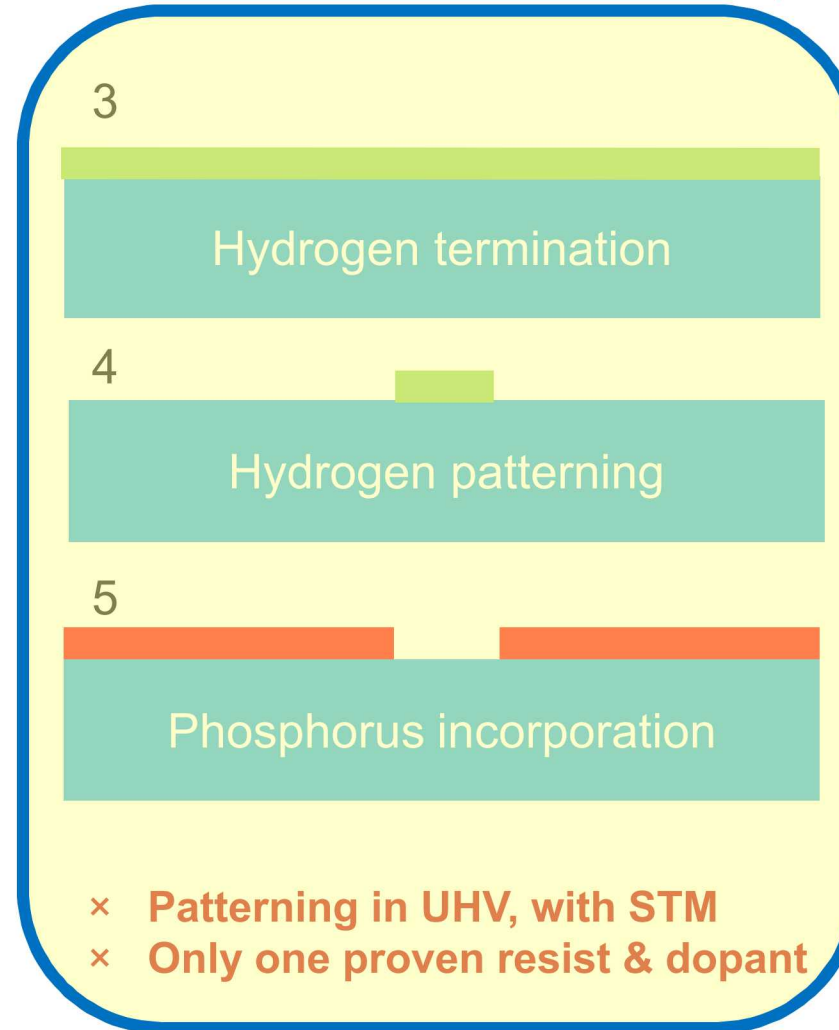 3
Hydrogen termination
4
Hydrogen patterning
5
Phosphorus incorporation
× Patterning in UHV, with STM
× Only one proven resist & dopant